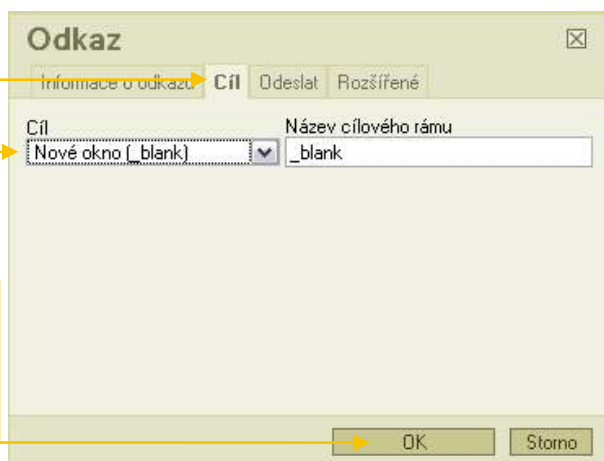 Odkaz
Informace o odkazu Cíl Odeslat Rozšířené
Cíl Název cílového rámu
Nové okno (_blank) _blank
OK Storno